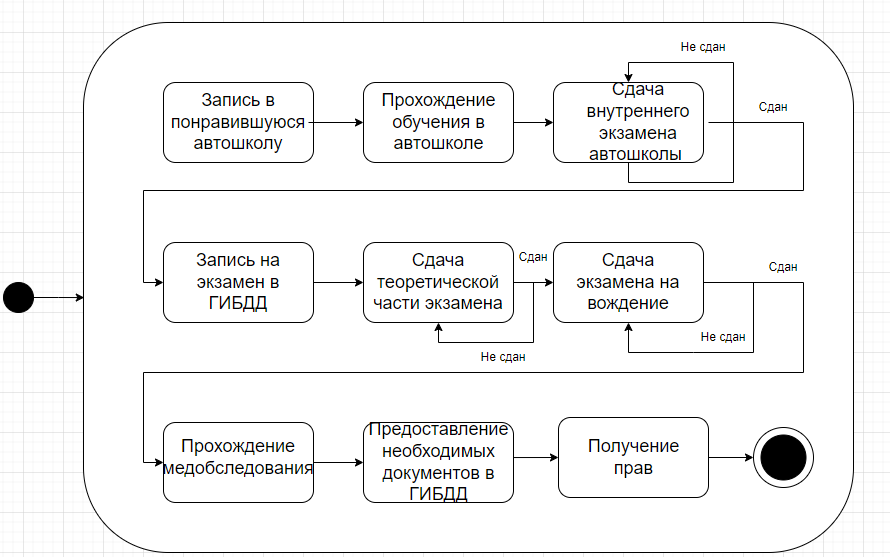 Не сдан
Запись в
понравившуюся
автошколу
Прохождение
обучения в
автошколе
Сдача
внутреннего
экзамена
автошколы
Сдан
Запись на
экзамен в
ГИБДД
Сдача
теоретической
части экзамена
Сдан
Не сдан
Сдача
экзамена на
вождение
Сдан
Не сдан
Прохождение
медобследования
Предоставление
необходимых
документов в
ГИБДД
Получение
прав